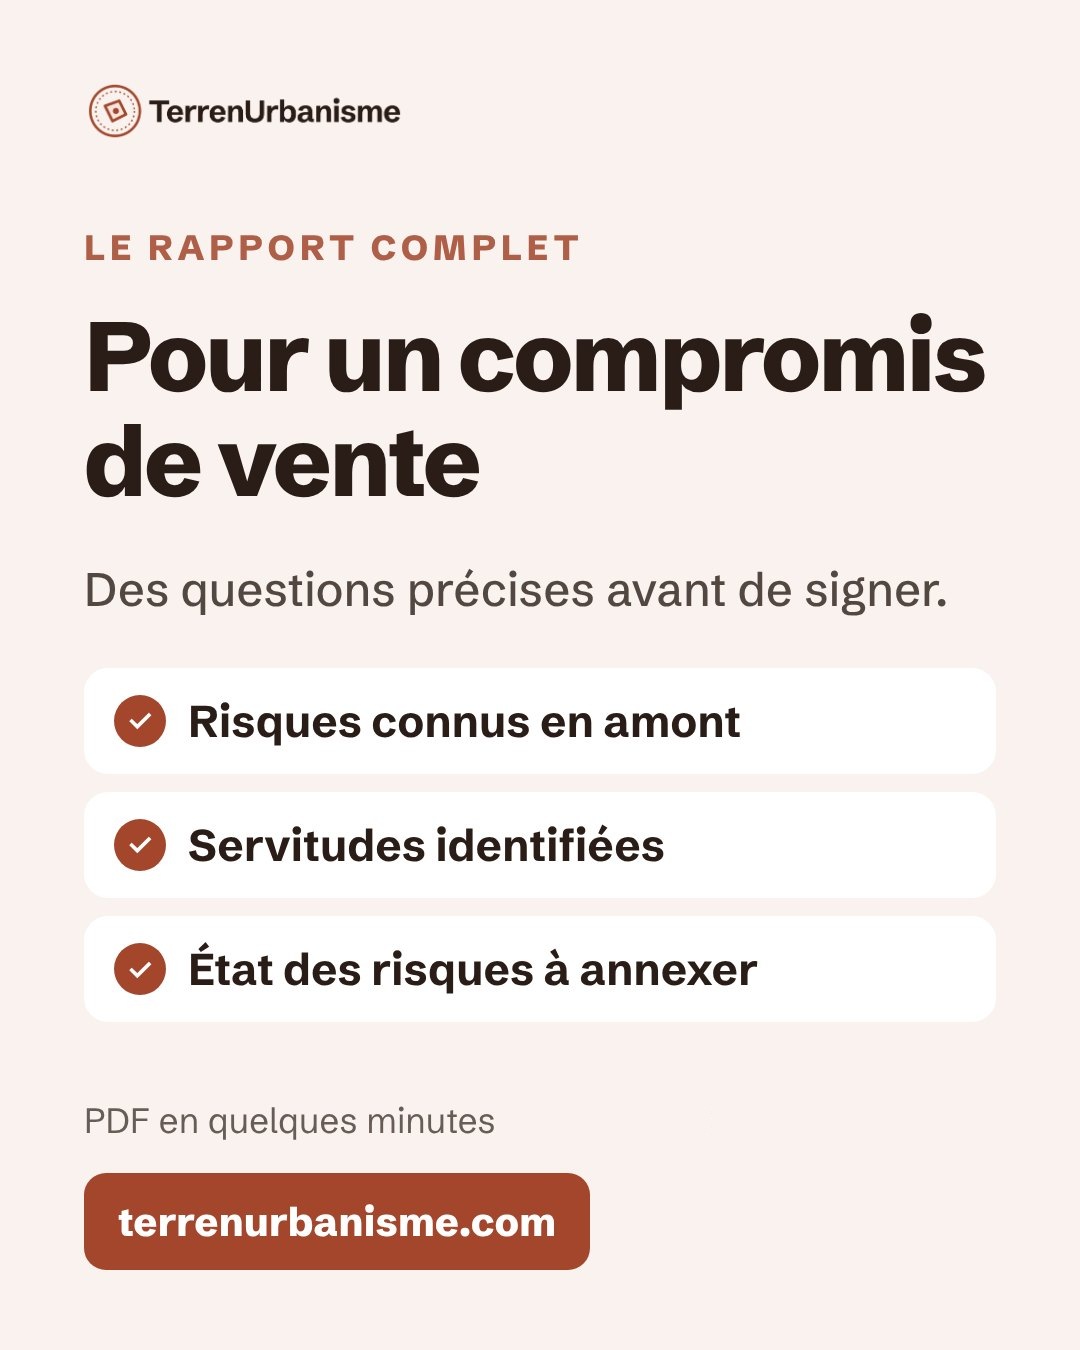 TerrenUrbanisme
LE RAPPORT COMPLET
Pour un compromis
de vente
Des questions précises avant de signer.
Risques connus en amont
Servitudes identifiées
État des risques à annexer
PDF en quelques minutes
terrenurbanisme.com